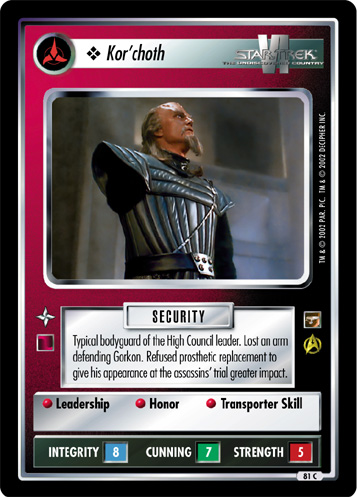 ❖ Kor'choth
STAR TREK
VI
THE UNDISCOVERED COUNTRY
TM & © 2002 PAR. PIC. TM & © 2002 DECIPHER INC.
SECURITY
Typical bodyguard of the High Council leader. Lost an arm
defending Gorkon. Refused prosthetic replacement to
give his appearance at the assassins' trial greater impact.
Leadership Honor Transporter Skill
INTEGRITY 8 CUNNING 7 STRENGTH 5
81 C